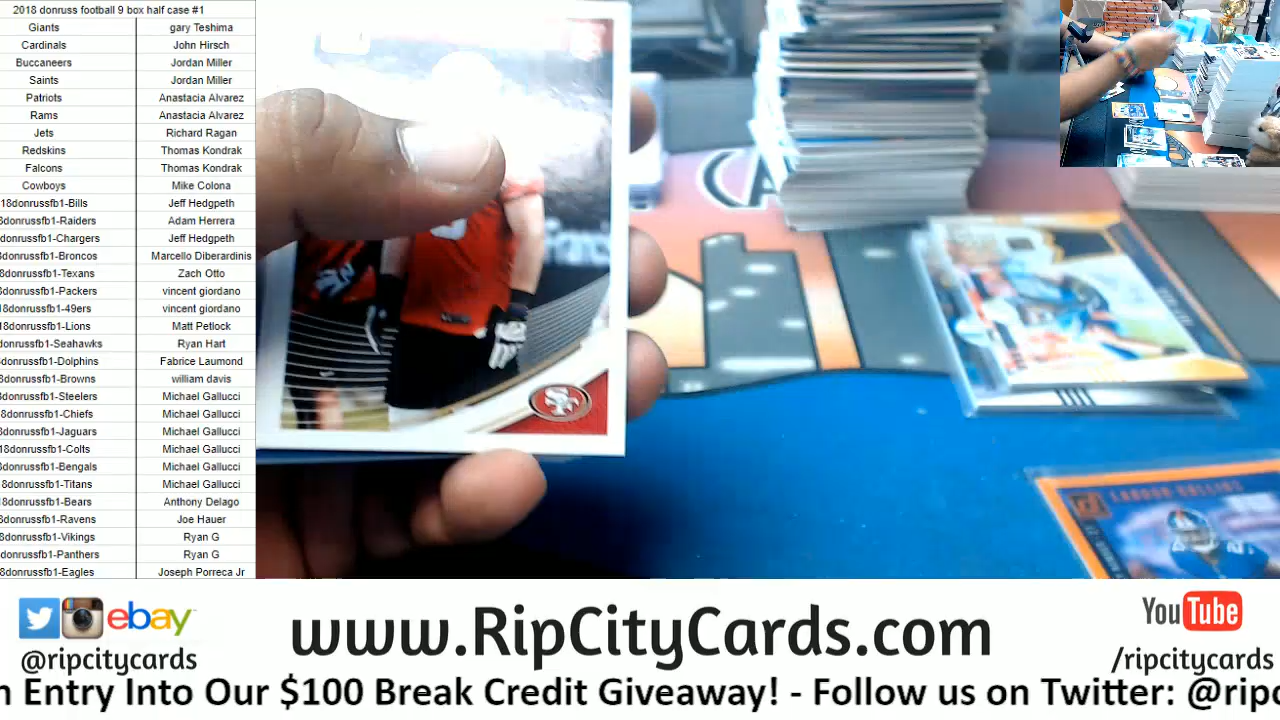 2018 donruss football 9 box half case #1
Giants gary Teshima
Cardinals John Hirsch
Buccaneers Jordan Miller
Saints Jordan Miller
Patriots Anastacia Alvarez
Rams Anastacia Alvarez
Jets Richard Ragan
Redskins Thomas Kondrak
Falcons Thomas Kondrak
Cowboys Mike Colona
18donrussfb1-Bills Jeff Hedgpeth
8donrussfb1-Raiders Adam Herrera
donrussfb1-Chargers Jeff Hedgpeth
8donrussfb1-Broncos Marcello Diberardinis
8donrussfb1-Texans Zach Otto
8donrussfb1-Packers vincent giordano
18donrussfb1-49ers vincent giordano
18donrussfb1-Lions Matt Petlock
donrussfb1-Seahawks Ryan Hart
donrussfb1-Dolphins Fabrice Laumond
8donrussfb1-Browns william davis
8donrussfb1-Steelers Michael Gallucci
8donrussfb1-Chiefs Michael Gallucci
8donrussfb1-Jaguars Michael Gallucci
18donrussfb1-Colts Michael Gallucci
8donrussfb1-Bengals Michael Gallucci
18donrussfb1-Titans Michael Gallucci
18donrussfb1-Bears Anthony Delago
8donrussfb1-Ravens Joe Hauer
8donrussfb1-Vikings Ryan G
donrussfb1-Panthers Ryan G
8donrussfb1-Eagles Joseph Porreca Jr
LANDON COLLINS
ebay
@ripcitycards
www.RipCityCards.com
YouTube
/ripcitycards
n Entry Into Our $100 Break Credit Giveaway! - Follow us on Twitter: @ripc